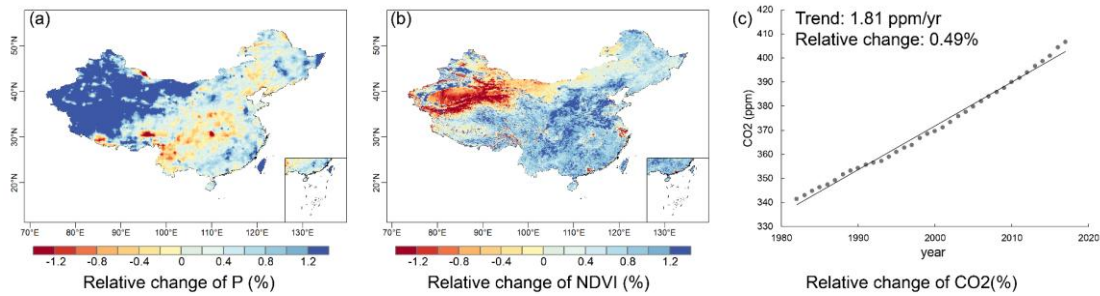 (a)
50°N
40°N
30°N
20°N
70°E 80°E 90°E 100°E 110°E 120°E 130°E
-1.2 -0.8 -0.4 0 0.4 0.8 1.2
Relative change of P (%)
(b)
50°N
40°N
30°N
20°N
70°E 80°E 90°E 100°E 110°E 120°E 130°E
-1.2 -0.8 -0.4 0 0.4 0.8 1.2
Relative change of NDVI (%)
(c)
Trend: 1.81 ppm/yr
Relative change: 0.49%
420
410
400
390
380
370
360
350
340
330
CO2 (ppm)
1980 1990 2000 2010 2020
year
Relative change of CO2(%)